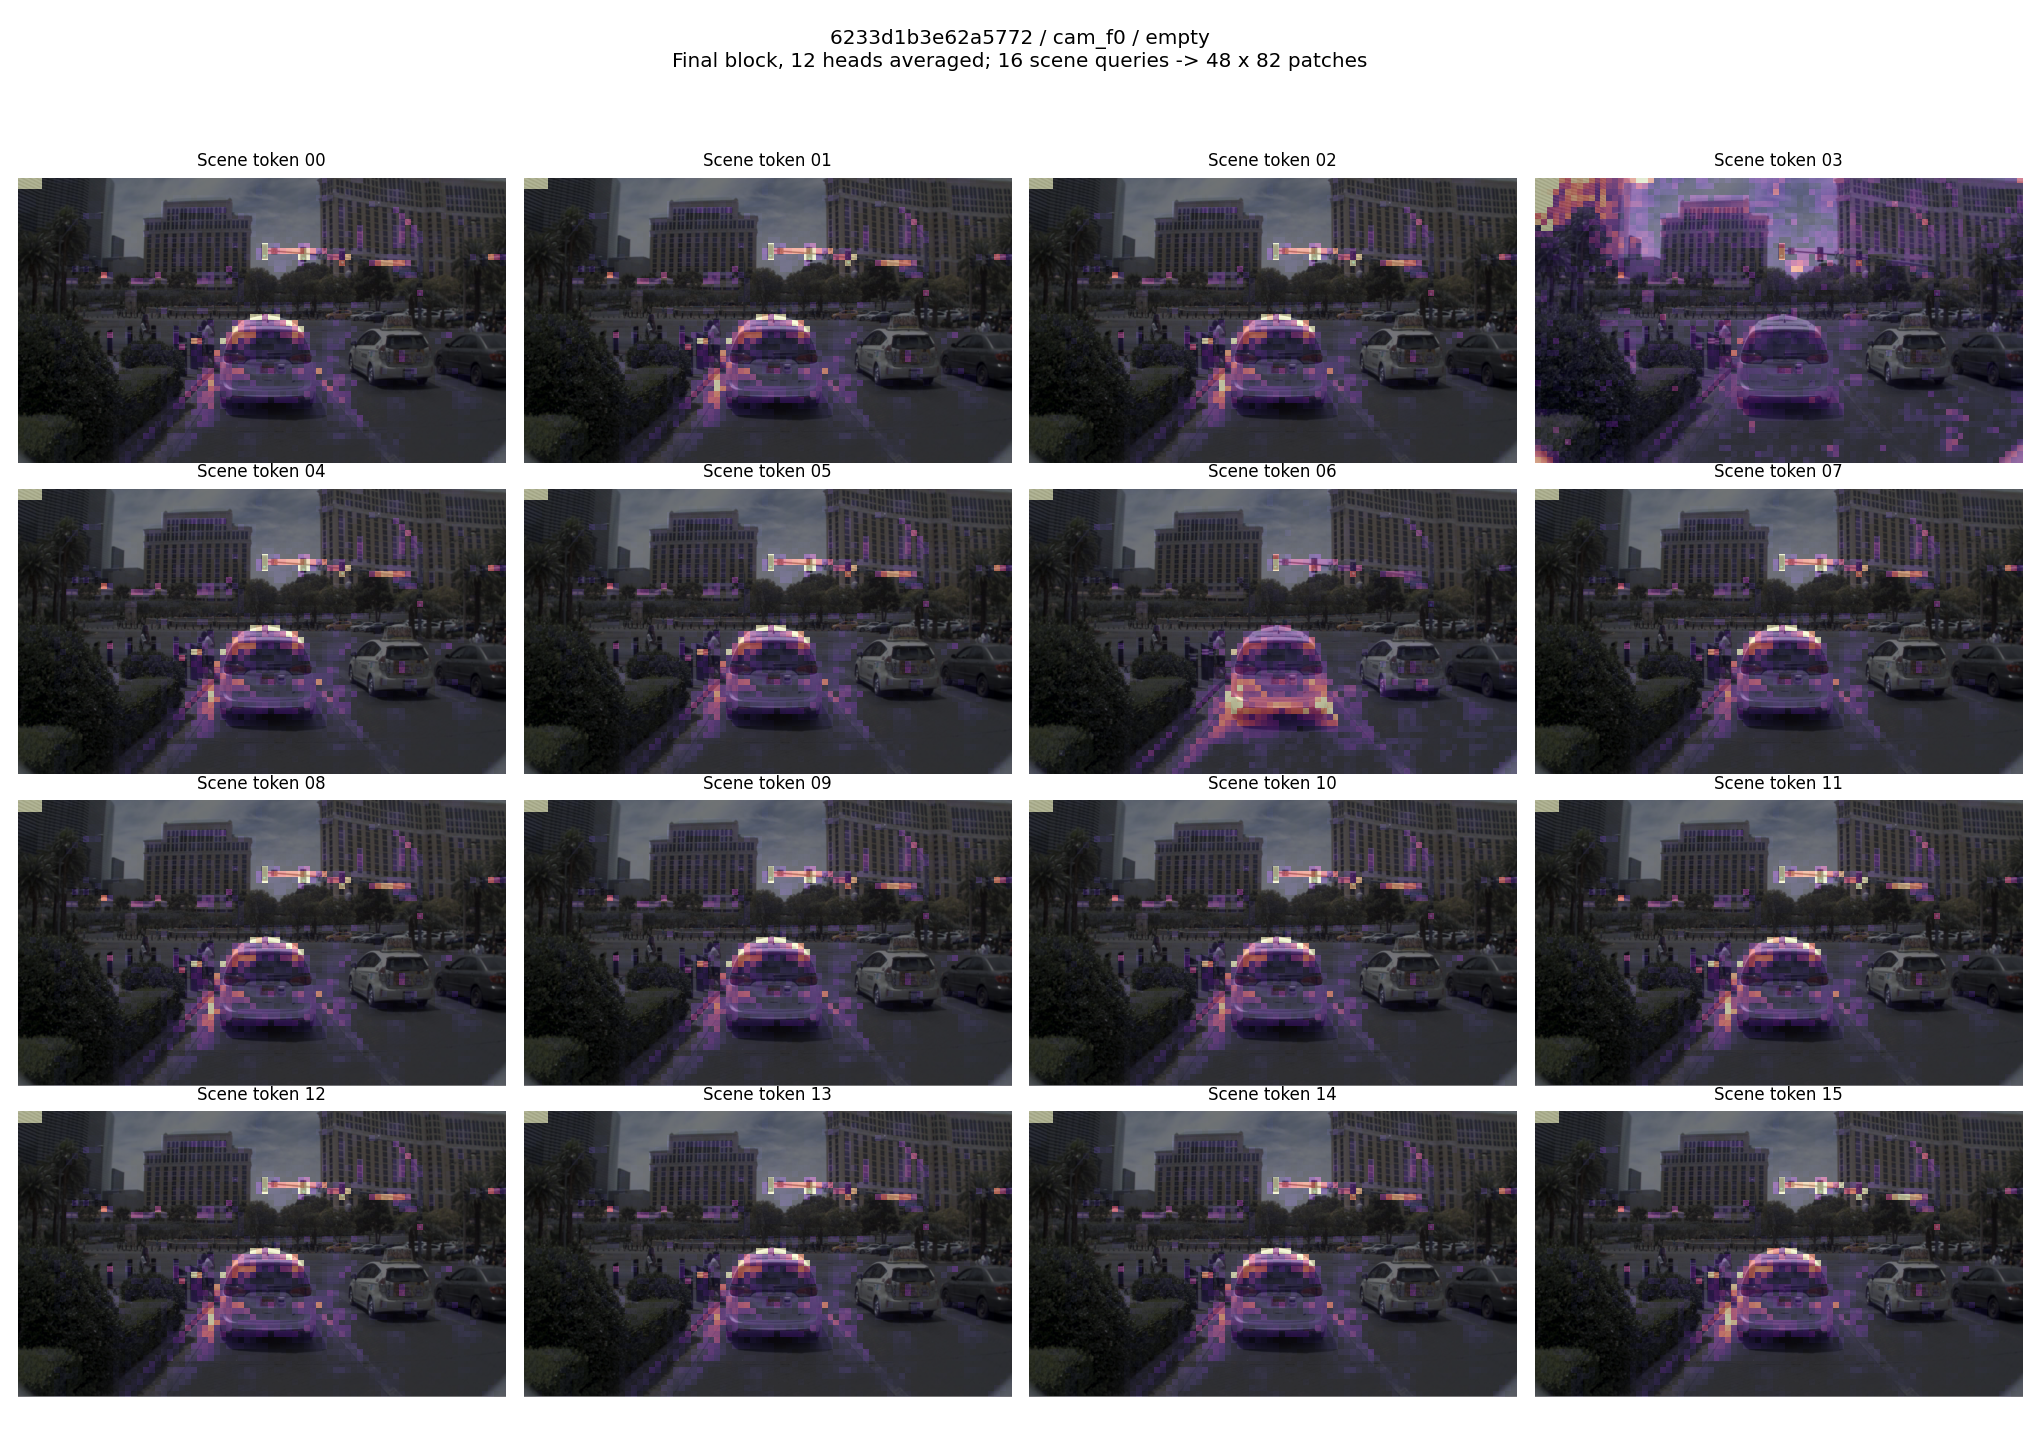 6233d1b3e62a5772 / cam_f0 / empty
Final block, 12 heads averaged; 16 scene queries -> 48 x 82 patches
Scene token 00
Scene token 01
Scene token 02
Scene token 03
Scene token 04
Scene token 05
Scene token 06
Scene token 07
Scene token 08
Scene token 09
Scene token 10
Scene token 11
Scene token 12
Scene token 13
Scene token 14
Scene token 15